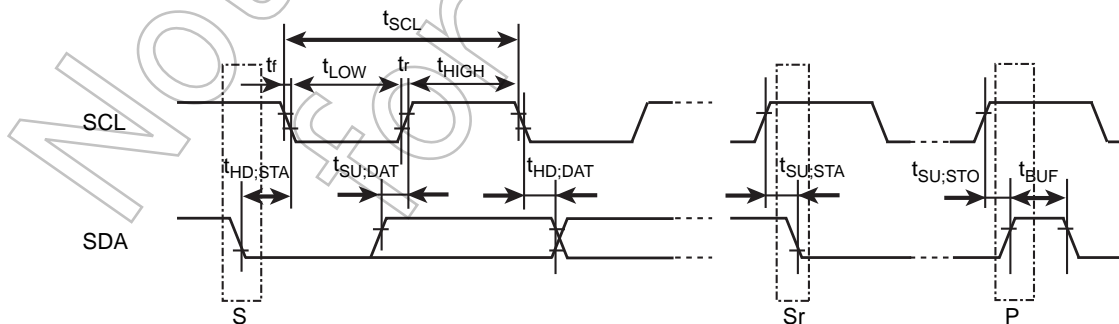 tSCL
tf tLOW tr tHIGH
SCL
tHD;STA tSU;DAT tHD;DAT tSU;STA tSU;STO tBUF
SDA
S Sr P